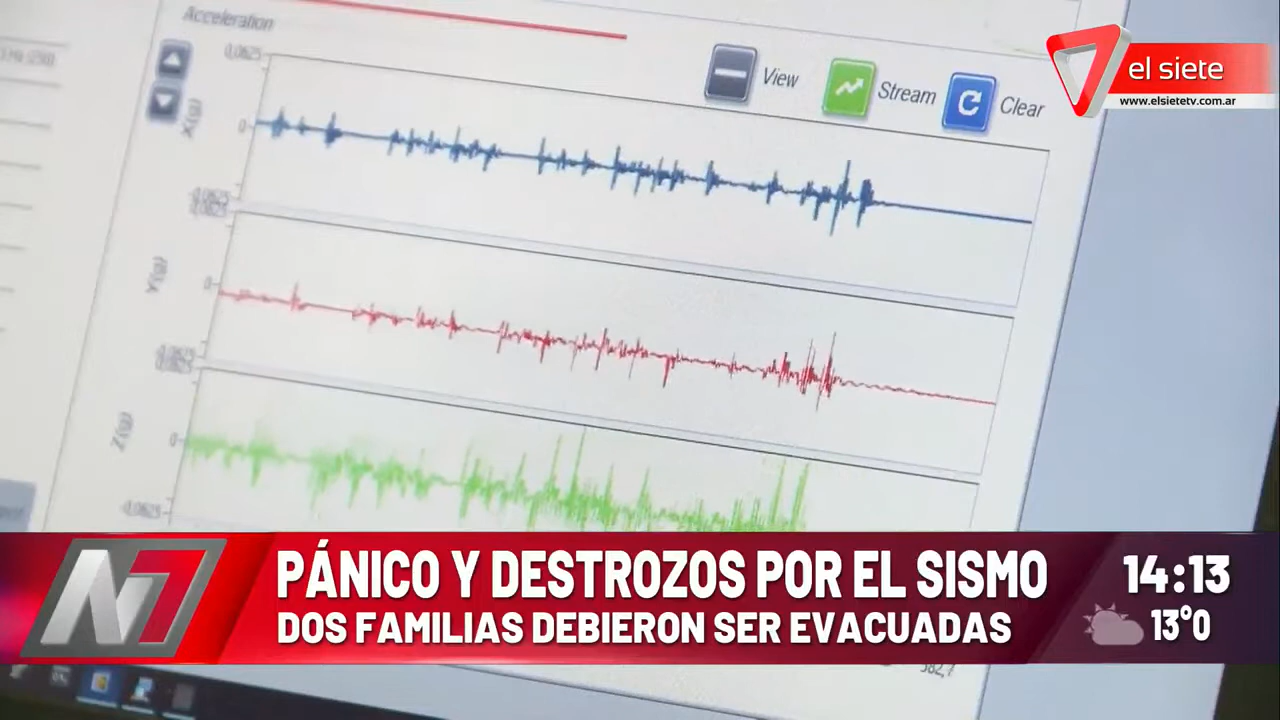 Acceleration
0,0625
X (g)
0
View
Stream
Clear
el siete
www.elsietetv.com.ar
-0,0625
0,0625
Y (g)
0
-0,0625
0,0625
Z (g)
0
-0,0625
N7
PÁNICO Y DESTROZOS POR EL SISMO
DOS FAMILIAS DEBIERON SER EVACUADAS
14:13
13°0